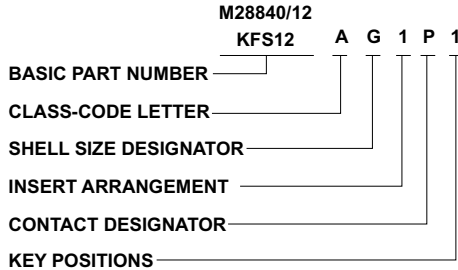 M28840/12
KFS12 A G 1 P 1
BASIC PART NUMBER
CLASS-CODE LETTER
SHELL SIZE DESIGNATOR
INSERT ARRANGEMENT
CONTACT DESIGNATOR
KEY POSITIONS